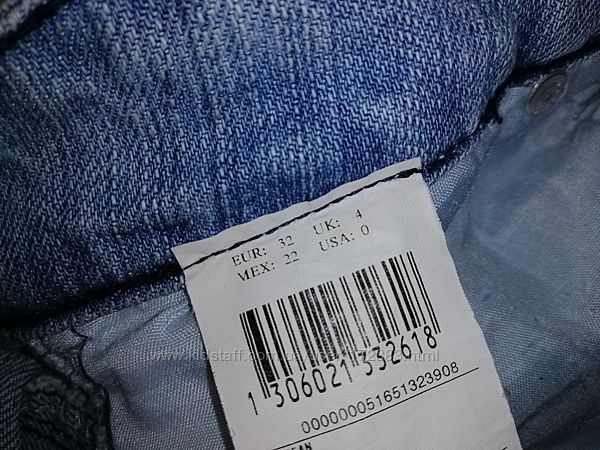 EUR: 32 UK: 4
MEX: 22 USA: 0
1 306021 332618
000000051651323908